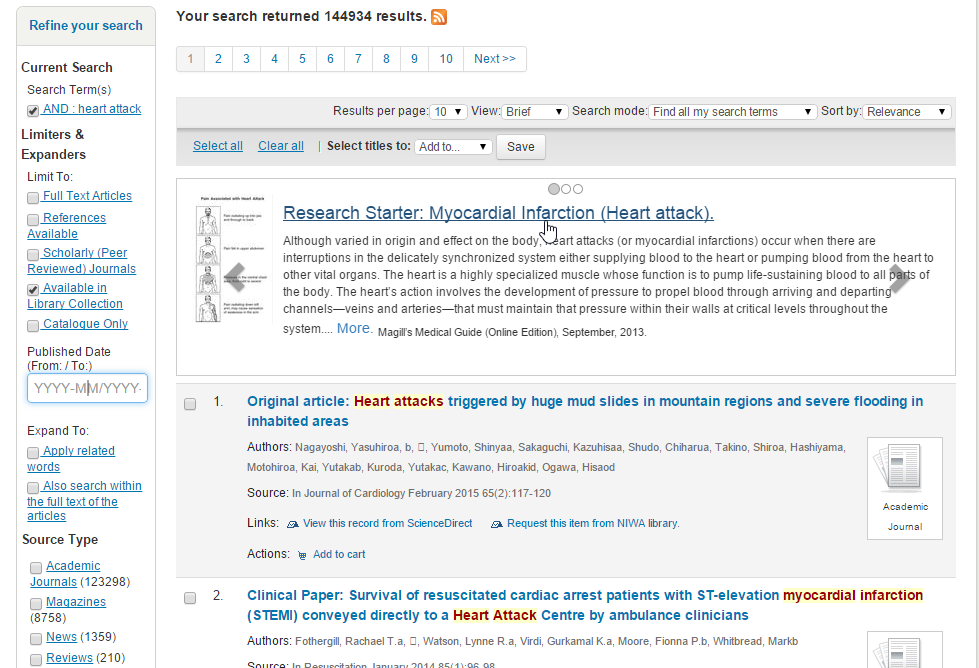 Refine your search
Current Search
Search Term(s)
AND : heart attack
Limiters &
Expanders
Limit To:
Full Text Articles
References
Available
Scholarly (Peer
Reviewed) Journals
Available in
Library Collection
Catalogue Only
Published Date
(From: / To:)
YYYY-MM/YYYY-
Expand To:
Apply related
words
Also search within
the full text of the
articles
Source Type
Academic
Journals (123298)
Magazines
(8758)
News (1359)
Reviews (210)
Your search returned 144934 results.
1 2 3 4 5 6 7 8 9 10 Next >>
Results per page: 10 View: Brief Search mode: Find all my search terms Sort by: Relevance
Select all Clear all | Select titles to: Add to... Save
Pain Associated with Heart Attack
Research Starter: Myocardial Infarction (Heart attack).
Although varied in origin and effect on the body, heart attacks (or myocardial infarctions) occur when there are
interruptions in the delicately synchronized system either supplying blood to the heart or pumping blood from the heart to
other vital organs. The heart is a highly specialized muscle whose function is to pump life-sustaining blood to all parts of
the body. The heart's action involves the development of pressure to propel blood through arriving and departing
channels—veins and arteries—that must maintain that pressure within their walls at critical levels throughout the
system.... More. Magill's Medical Guide (Online Edition), September, 2013.
1. Original article: Heart attacks triggered by huge mud slides in mountain regions and severe flooding in
inhabited areas
Authors: Nagayoshi, Yasuhiroa, b, ▯, Yumoto, Shinyaa, Sakaguchi, Kazuhisaa, Shudo, Chiharua, Takino, Shiroa, Hashiyama,
Motohiroa, Kai, Yutakab, Kuroda, Yutakac, Kawano, Hiroakid, Ogawa, Hisaod
Source: In Journal of Cardiology February 2015 65(2):117-120
Links: View this record from ScienceDirect Request this item from NIWA library.
Actions: Add to cart
Academic
Journal
2. Clinical Paper: Survival of resuscitated cardiac arrest patients with ST-elevation myocardial infarction
(STEMI) conveyed directly to a Heart Attack Centre by ambulance clinicians
Authors: Fothergill, Rachael T.a, ▯, Watson, Lynne R.a, Virdi, Gurkamal K.a, Moore, Fionna P.b, Whitbread, Markb
Source: In Resuscitation January 2014 85(1):96-98